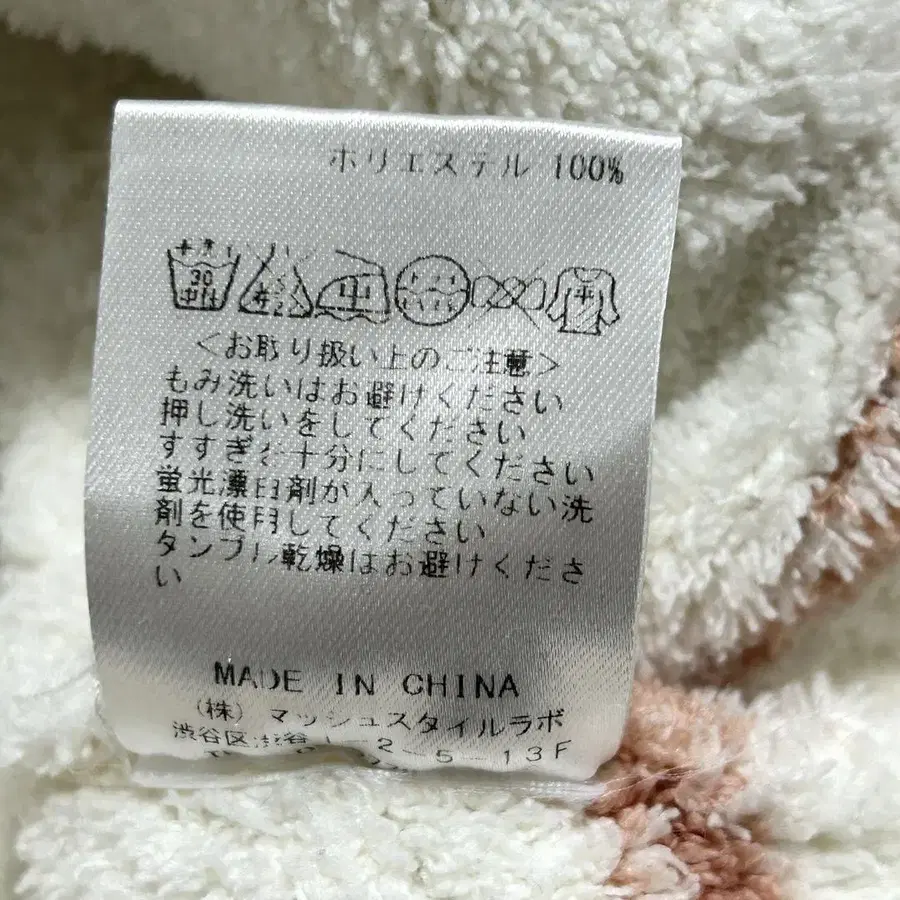 ポリエステル 100%
30
中性
平
<お取り扱い上のご注意>
もみ洗いはお避けください
押し洗いをしてください
すすぎを十分にしてください
蛍光漂白剤が入っていない洗
剤を使用してください
タンブル乾燥はお避けくださ
い
MADE IN CHINA
(株) マッシュスタイルラボ
渋谷区渋谷 1-2-5-13F